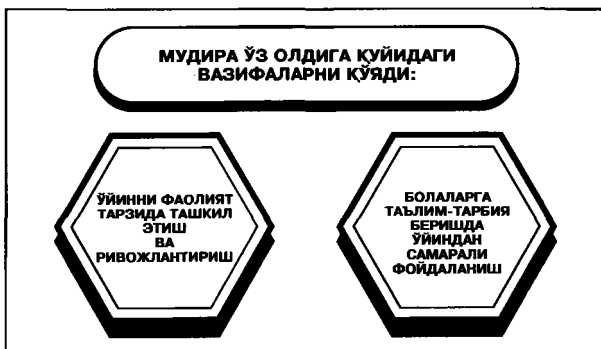 МУДИРА ЎЗ ОЛДИГА ҚУЙИДАГИ
ВАЗИФАЛАРНИ ҚЎЯДИ:
ЎЙИННИ ФАОЛИЯТ
ТАРЗИДА ТАШКИЛ
ЭТИШ
ВА
РИВОЖЛАНТИРИШ
БОЛАЛАРГА
ТАЪЛИМ-ТАРБИЯ
БЕРИШДА
ЎЙИНДАН
САМАРАЛИ
ФОЙДАЛАНИШ